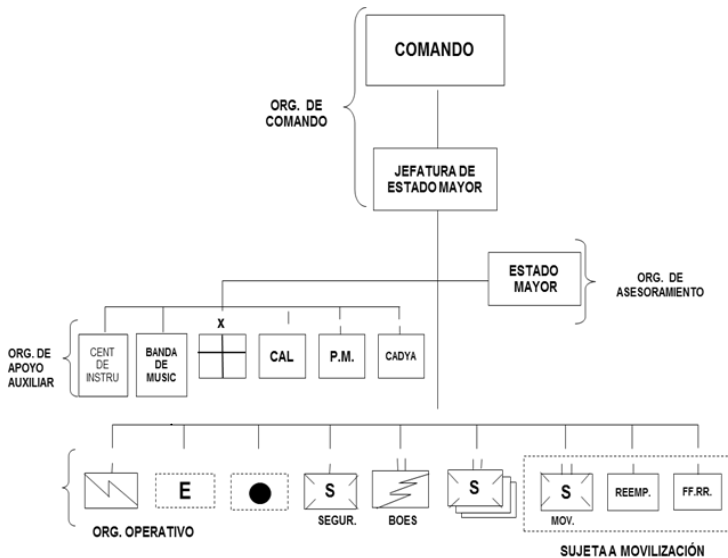 COMANDO
ORG. DE
COMANDO
JEFATURA DE
ESTADO MAYOR
ESTADO
MAYOR
ORG. DE
ASESORAMIENTO
X
ORG. DE
APOYO
AUXILIAR
CENT
DE
INSTRU
BANDA
DE
MUSIC
CAL
P.M.
CADYA
E
S
S
S
REEMP.
FF.RR.
SEGUR.
BOES
MOV.
ORG. OPERATIVO
SUJETA A MOVILIZACIÓN